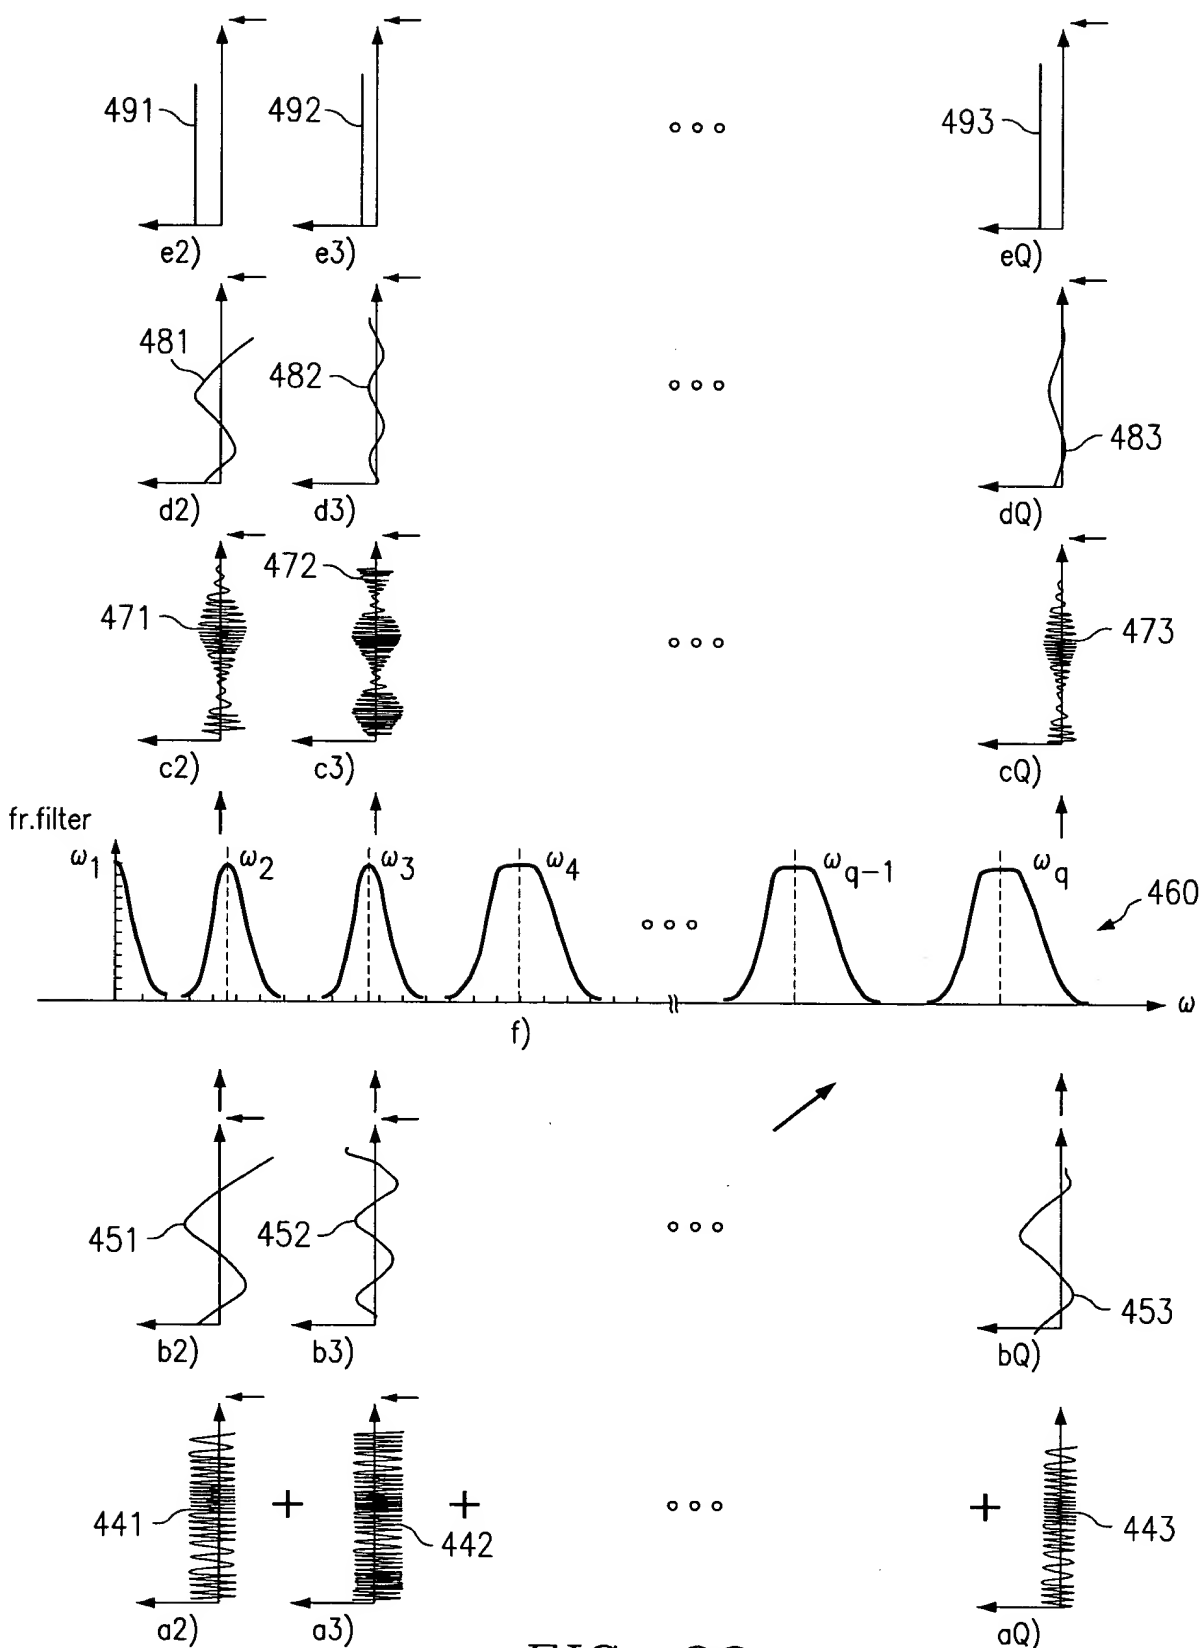 491 492 493
e2) e3) eQ)
481 482 483
d2) d3) dQ)
471 472 473
c2) c3) cQ)
fr.filter
ω1 ω2 ω3 ω4 ωq-1 ωq
460
ω
f)
451 452 453
b2) b3) bQ)
+ + +
441 442 443
a2) a3) aQ)